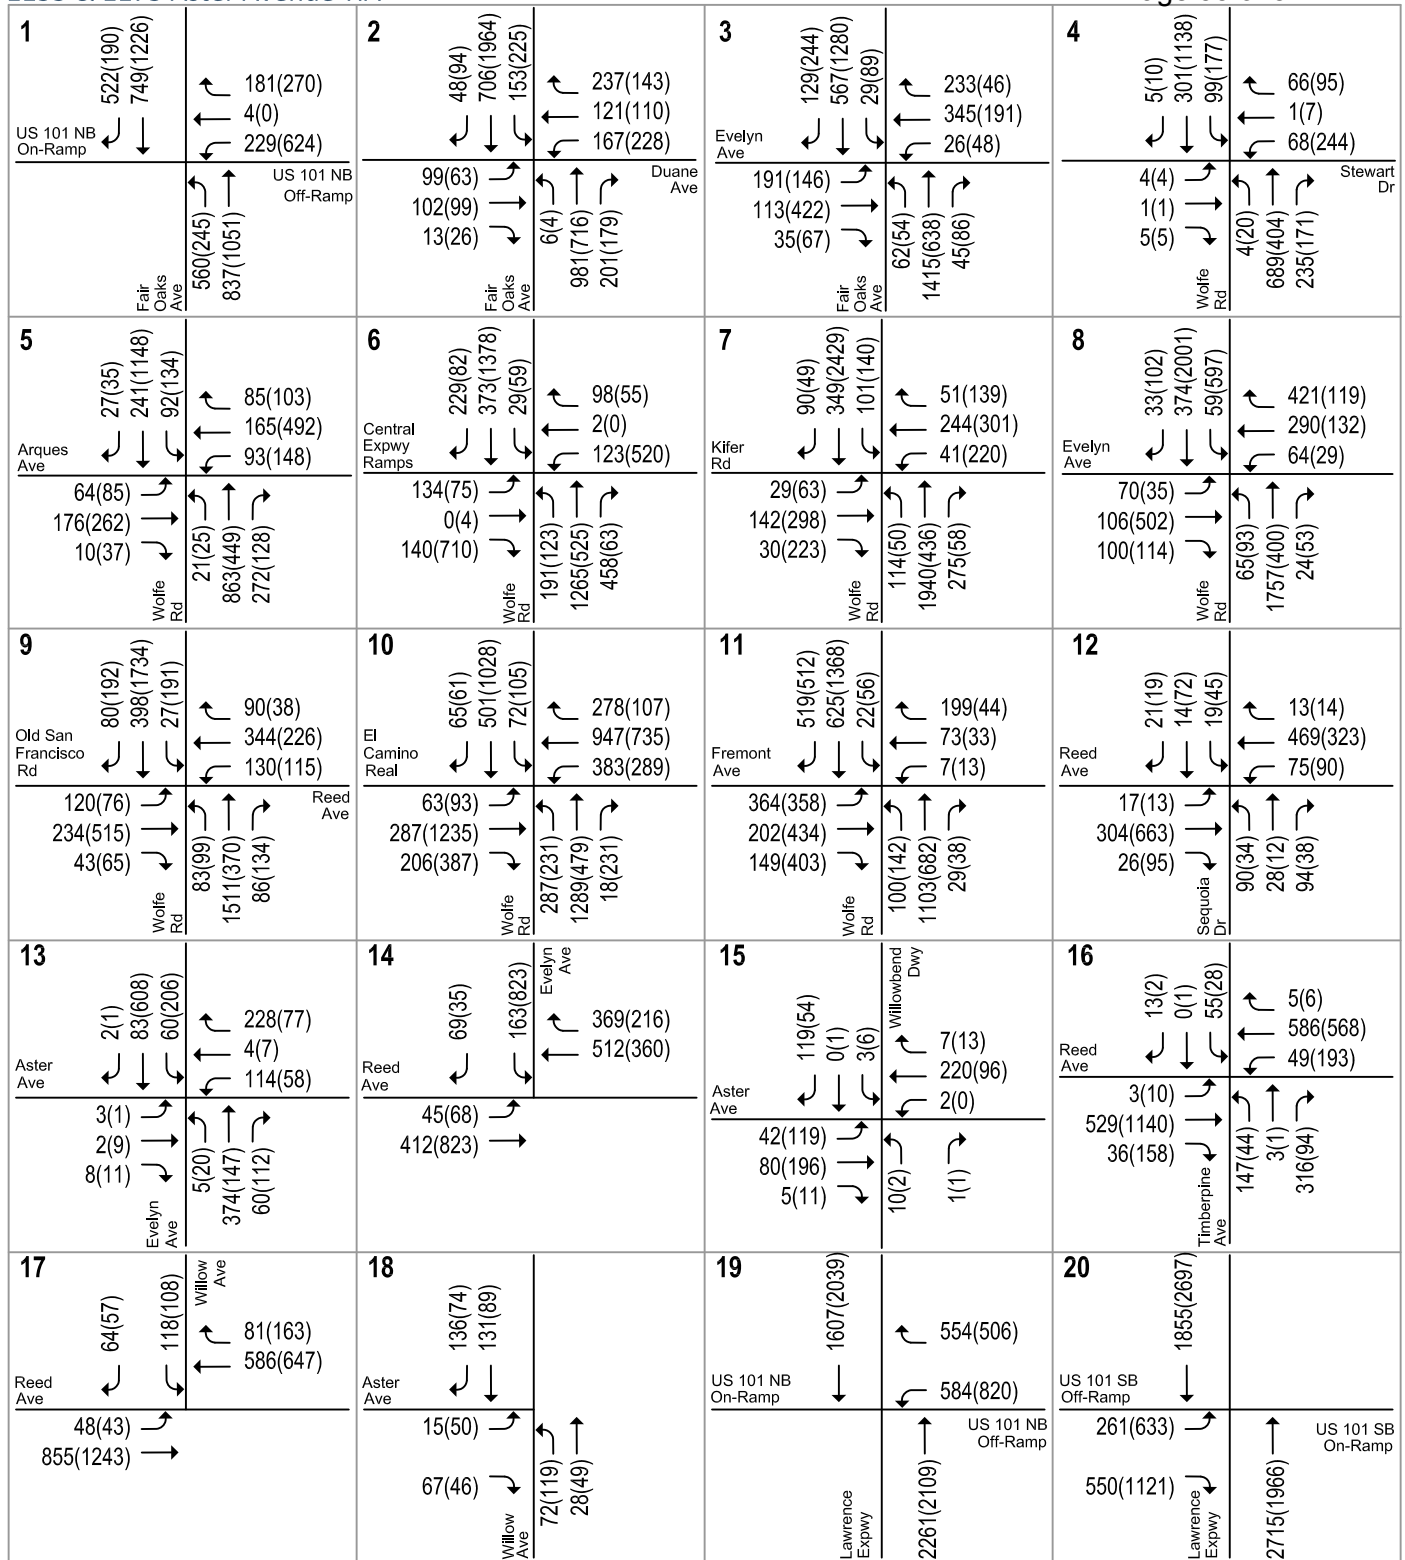 1
522(190)
749(1226)
181(270)
4(0)
229(624)
US 101 NB
On-Ramp
US 101 NB
Off-Ramp
560(245)
837(1051)
Fair
Oaks
Ave
2
48(94)
706(1964)
153(225)
237(143)
121(110)
167(228)
99(63)
102(99)
13(26)
Duane
Ave
6(4)
981(716)
201(179)
Fair
Oaks
Ave
3
129(244)
567(1280)
29(89)
233(46)
345(191)
26(48)
Evelyn
Ave
191(146)
113(422)
35(67)
62(54)
1415(638)
45(86)
Fair
Oaks
Ave
4
5(10)
301(1138)
99(177)
66(95)
1(7)
68(244)
4(4)
1(1)
5(5)
Stewart
Dr
4(20)
689(404)
235(171)
Wolfe
Rd
5
27(35)
241(1148)
92(134)
85(103)
165(492)
93(148)
Arques
Ave
64(85)
176(262)
10(37)
21(25)
863(449)
272(128)
Wolfe
Rd
6
229(82)
373(1378)
29(59)
98(55)
2(0)
123(520)
Central
Expwy
Ramps
134(75)
0(4)
140(710)
191(123)
1265(525)
458(63)
Wolfe
Rd
7
90(49)
349(2429)
101(140)
51(139)
244(301)
41(220)
Kifer
Rd
29(63)
142(298)
30(223)
114(50)
1940(436)
275(58)
Wolfe
Rd
8
33(102)
374(2001)
59(597)
421(119)
290(132)
64(29)
Evelyn
Ave
70(35)
106(502)
100(114)
65(93)
1757(400)
24(53)
Wolfe
Rd
9
80(192)
398(1734)
27(191)
90(38)
344(226)
130(115)
Old San
Francisco
Rd
120(76)
234(515)
43(65)
Reed
Ave
83(99)
1511(370)
86(134)
Wolfe
Rd
10
65(61)
501(1028)
72(105)
278(107)
947(735)
383(289)
El
Camino
Real
63(93)
287(1235)
206(387)
287(231)
1289(479)
18(231)
Wolfe
Rd
11
519(512)
625(1368)
22(56)
199(44)
73(33)
7(13)
Fremont
Ave
364(358)
202(434)
149(403)
100(142)
1103(682)
29(38)
Wolfe
Rd
12
21(19)
14(72)
19(45)
13(14)
469(323)
75(90)
Reed
Ave
17(13)
304(663)
26(95)
90(34)
28(12)
94(38)
Sequoia
Dr
13
2(1)
83(608)
60(206)
228(77)
4(7)
114(58)
Aster
Ave
3(1)
2(9)
8(11)
5(20)
374(147)
60(112)
Evelyn
Ave
14
69(35)
163(823)
Evelyn
Ave
369(216)
512(360)
Reed
Ave
45(68)
412(823)
15
119(54)
0(1)
3(6)
Willowbend
Dwy
7(13)
220(96)
2(0)
Aster
Ave
42(119)
80(196)
5(11)
10(2)
1(1)
16
13(2)
0(1)
55(28)
5(6)
586(568)
49(193)
Reed
Ave
3(10)
529(1140)
36(158)
147(44)
3(1)
316(94)
Timberpine
Ave
17
64(57)
118(108)
Willow
Ave
81(163)
586(647)
Reed
Ave
48(43)
855(1243)
18
136(74)
131(89)
Aster
Ave
15(50)
67(46)
72(119)
28(49)
Willow
Ave
19
1607(2039)
554(506)
584(820)
US 101 NB
On-Ramp
US 101 NB
Off-Ramp
2261(2109)
Lawrence
Expwy
20
1855(2697)
US 101 SB
Off-Ramp
261(633)
550(1121)
US 101 SB
On-Ramp
2715(1966)
Lawrence
Expwy